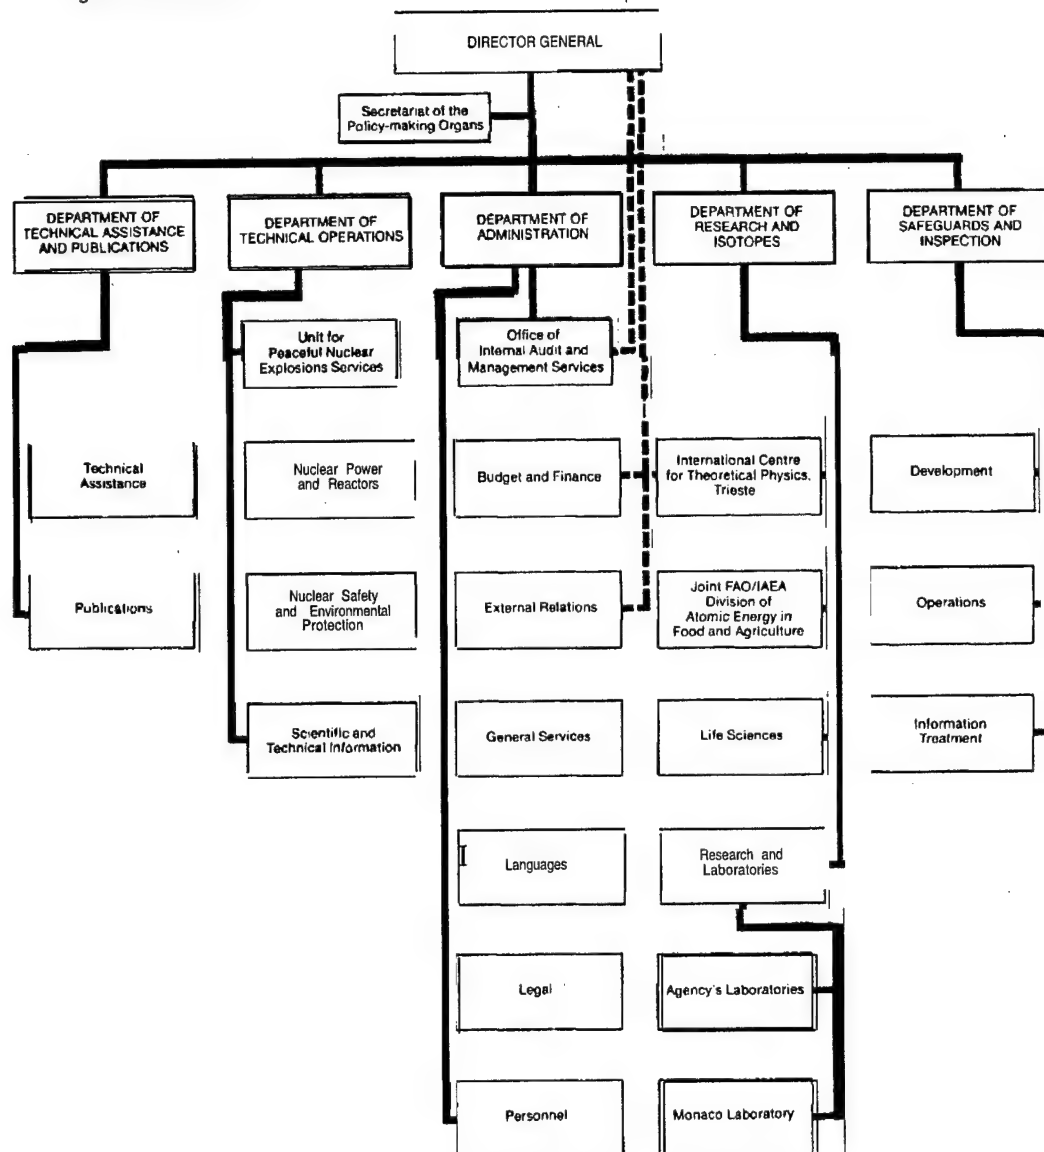 DIRECTOR GENERAL
Secretariat of the
Policy-making Organs
DEPARTMENT OF
TECHNICAL ASSISTANCE
AND PUBLICATIONS
DEPARTMENT OF
TECHNICAL OPERATIONS
DEPARTMENT OF
ADMINISTRATION
DEPARTMENT OF
RESEARCH AND
ISOTOPES
DEPARTMENT OF
SAFEGUARDS AND
INSPECTION
Unit for
Peaceful Nuclear
Explosions Services
Office of
Internal Audit and
Management Services
Technical
Assistance
Nuclear Power
and Reactors
Budget and Finance
International Centre
for Theoretical Physics,
Trieste
Development
Publications
Nuclear Safety
and Environmental
Protection
External Relations
Joint FAO/IAEA
Division of
Atomic Energy in
Food and Agriculture
Operations
Scientific and
Technical Information
General Services
Life Sciences
Information
Treatment
Languages
Research and
Laboratories
Legal
Agency's Laboratories
Personnel
Monaco Laboratory